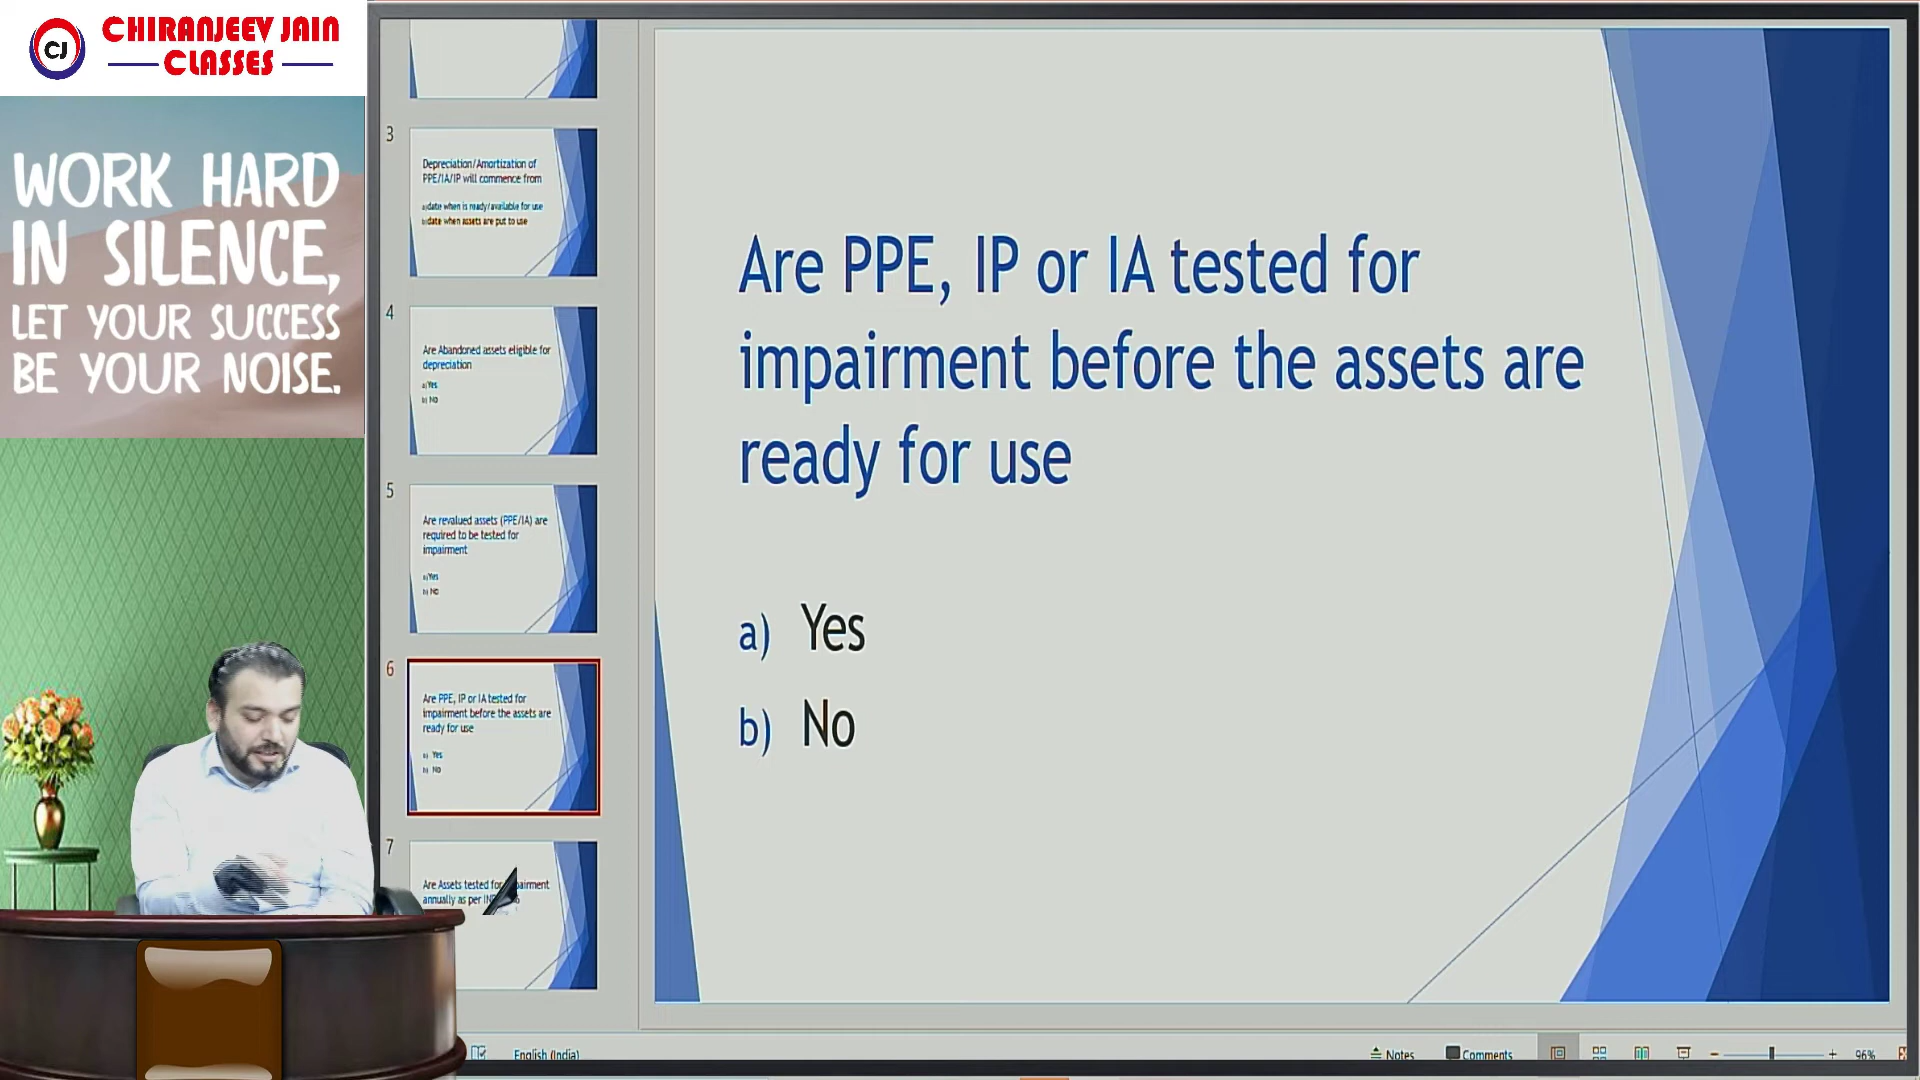 CHIRANJEEV JAIN
CJ
CLASSES
WORK HARD
IN SILENCE,
LET YOUR SUCCESS
BE YOUR NOISE.
3
Depreciation/Amortization of
PPE/IA/IP will commence from
a)date when is ready/available for use
b)date when assets are put to use
4
Are Abandoned assets eligible for
depreciation
a)Yes
b) No
5
Are revalued assets (PPE/IA) are
required to be tested for
impairment
a)Yes
b) No
6
Are PPE, IP or IA tested for
impairment before the assets are
ready for use
a) Yes
b) No
7
Are Assets tested for
annually as per
Are PPE, IP or IA tested for
impairment before the assets are
ready for use
a) Yes
b) No
English (India)
Notes
Comments
96%